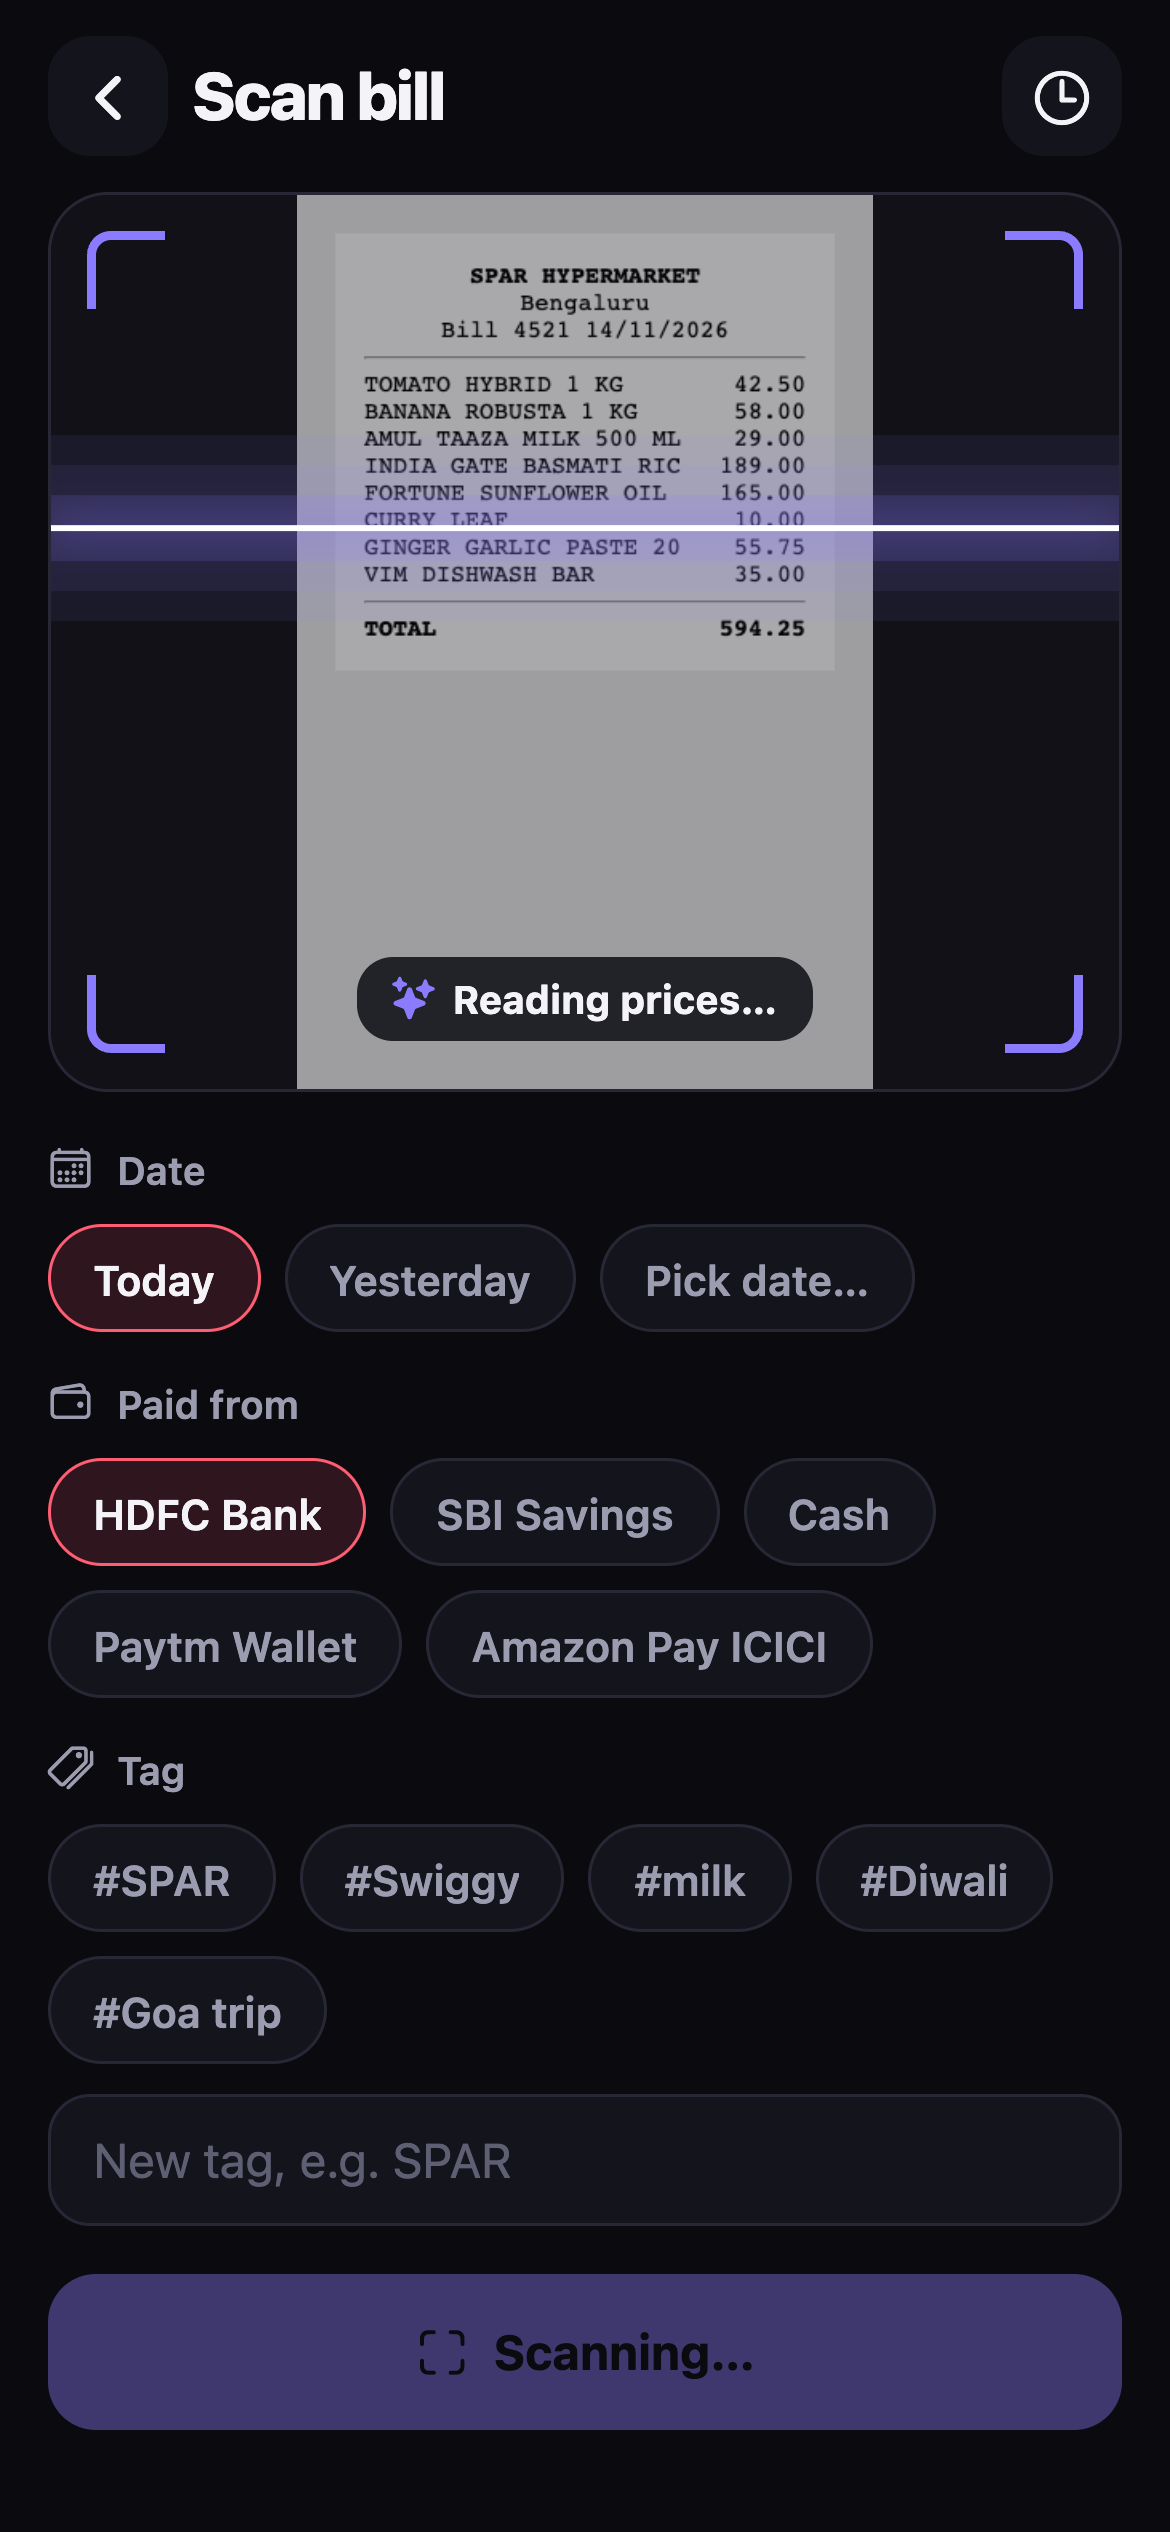 Scan bill
SPAR HYPERMARKET
Bengaluru
Bill 4521 14/11/2026
TOMATO HYBRID 1 KG 42.50
BANANA ROBUSTA 1 KG 58.00
AMUL TAAZA MILK 500 ML 29.00
INDIA GATE BASMATI RIC 189.00
FORTUNE SUNFLOWER OIL 165.00
CURRY LEAF 10.00
GINGER GARLIC PASTE 20 55.75
VIM DISHWASH BAR 35.00
TOTAL 594.25
Reading prices...
Date
Today Yesterday Pick date...
Paid from
HDFC Bank SBI Savings Cash
Paytm Wallet Amazon Pay ICICI
Tag
#SPAR #Swiggy #milk #Diwali
#Goa trip
New tag, e.g. SPAR
Scanning...